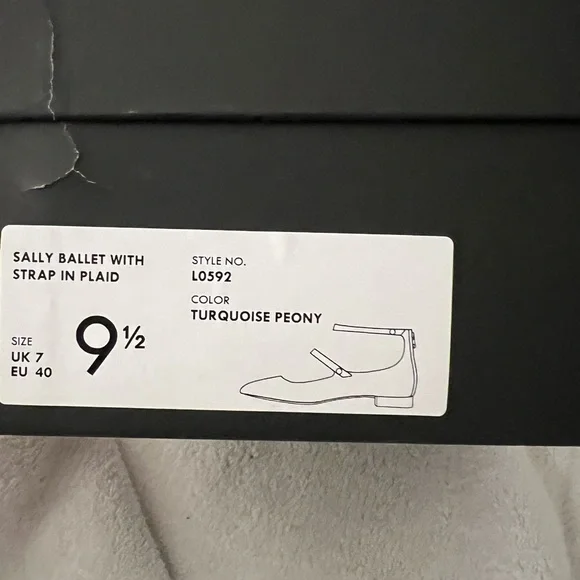 SALLY BALLET WITH
STRAP IN PLAID
STYLE NO.
L0592
COLOR
TURQUOISE PEONY
SIZE
UK 7
EU 40
9½